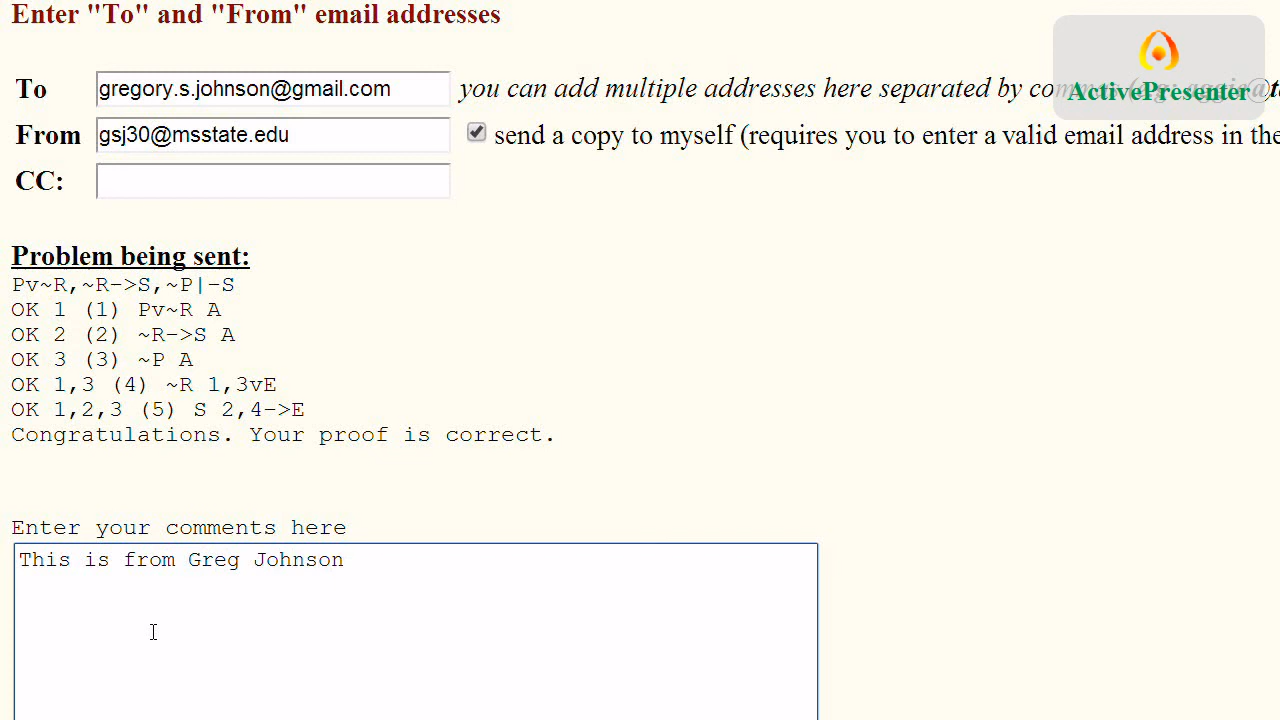 Enter "To" and "From" email addresses
To gregory.s.johnson@gmail.com you can add multiple addresses here separated by
ActivePresenter
From gsj30@msstate.edu send a copy to myself (requires you to enter a valid email address in the
CC:
Problem being sent:
Pv~R,~R->S,~P|-S
OK 1 (1) Pv~R A
OK 2 (2) ~R->S A
OK 3 (3) ~P A
OK 1,3 (4) ~R 1,3vE
OK 1,2,3 (5) S 2,4->E
Congratulations. Your proof is correct.
Enter your comments here
This is from Greg Johnson